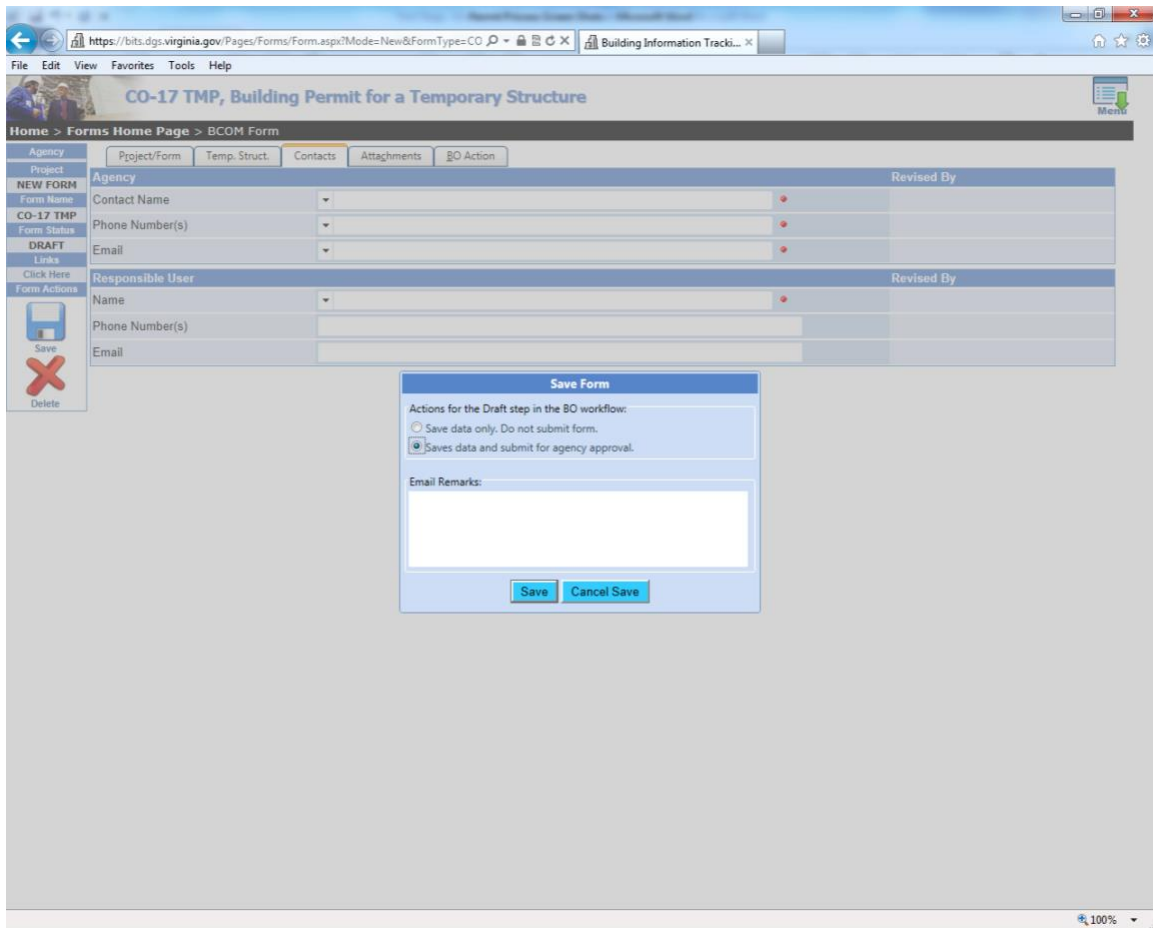 https://bits.dgs.virginia.gov/Pages/Forms/Form.aspx?Mode=New&FormType=CO
Building Information Tracki...
File Edit View Favorites Tools Help
CO-17 TMP, Building Permit for a Temporary Structure
Menu
Home > Forms Home Page > BCOM Form
Agency
Project
NEW FORM
Form Name
CO-17 TMP
Form Status
DRAFT
Links
Click Here
Form Actions
Save
Delete
Project/Form Temp. Struct. Contacts Attachments BO Action
Agency Revised By
Contact Name
Phone Number(s)
Email
Responsible User Revised By
Name
Phone Number(s)
Email
Save Form
Actions for the Draft step in the BO workflow:
Save data only. Do not submit form.
Saves data and submit for agency approval.
Email Remarks:
Save Cancel Save
100%